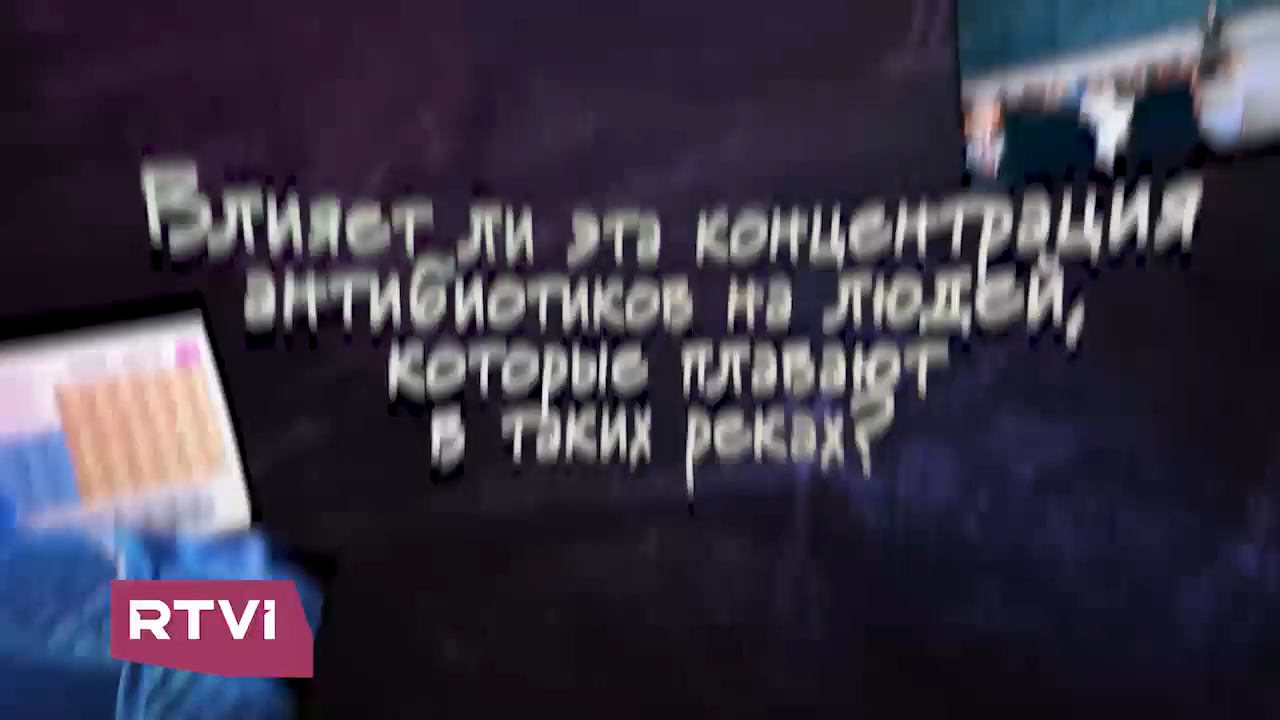 Влияет ли эта концентрация
антибиотиков на людей,
которые плавают
в таких реках?
RTVi